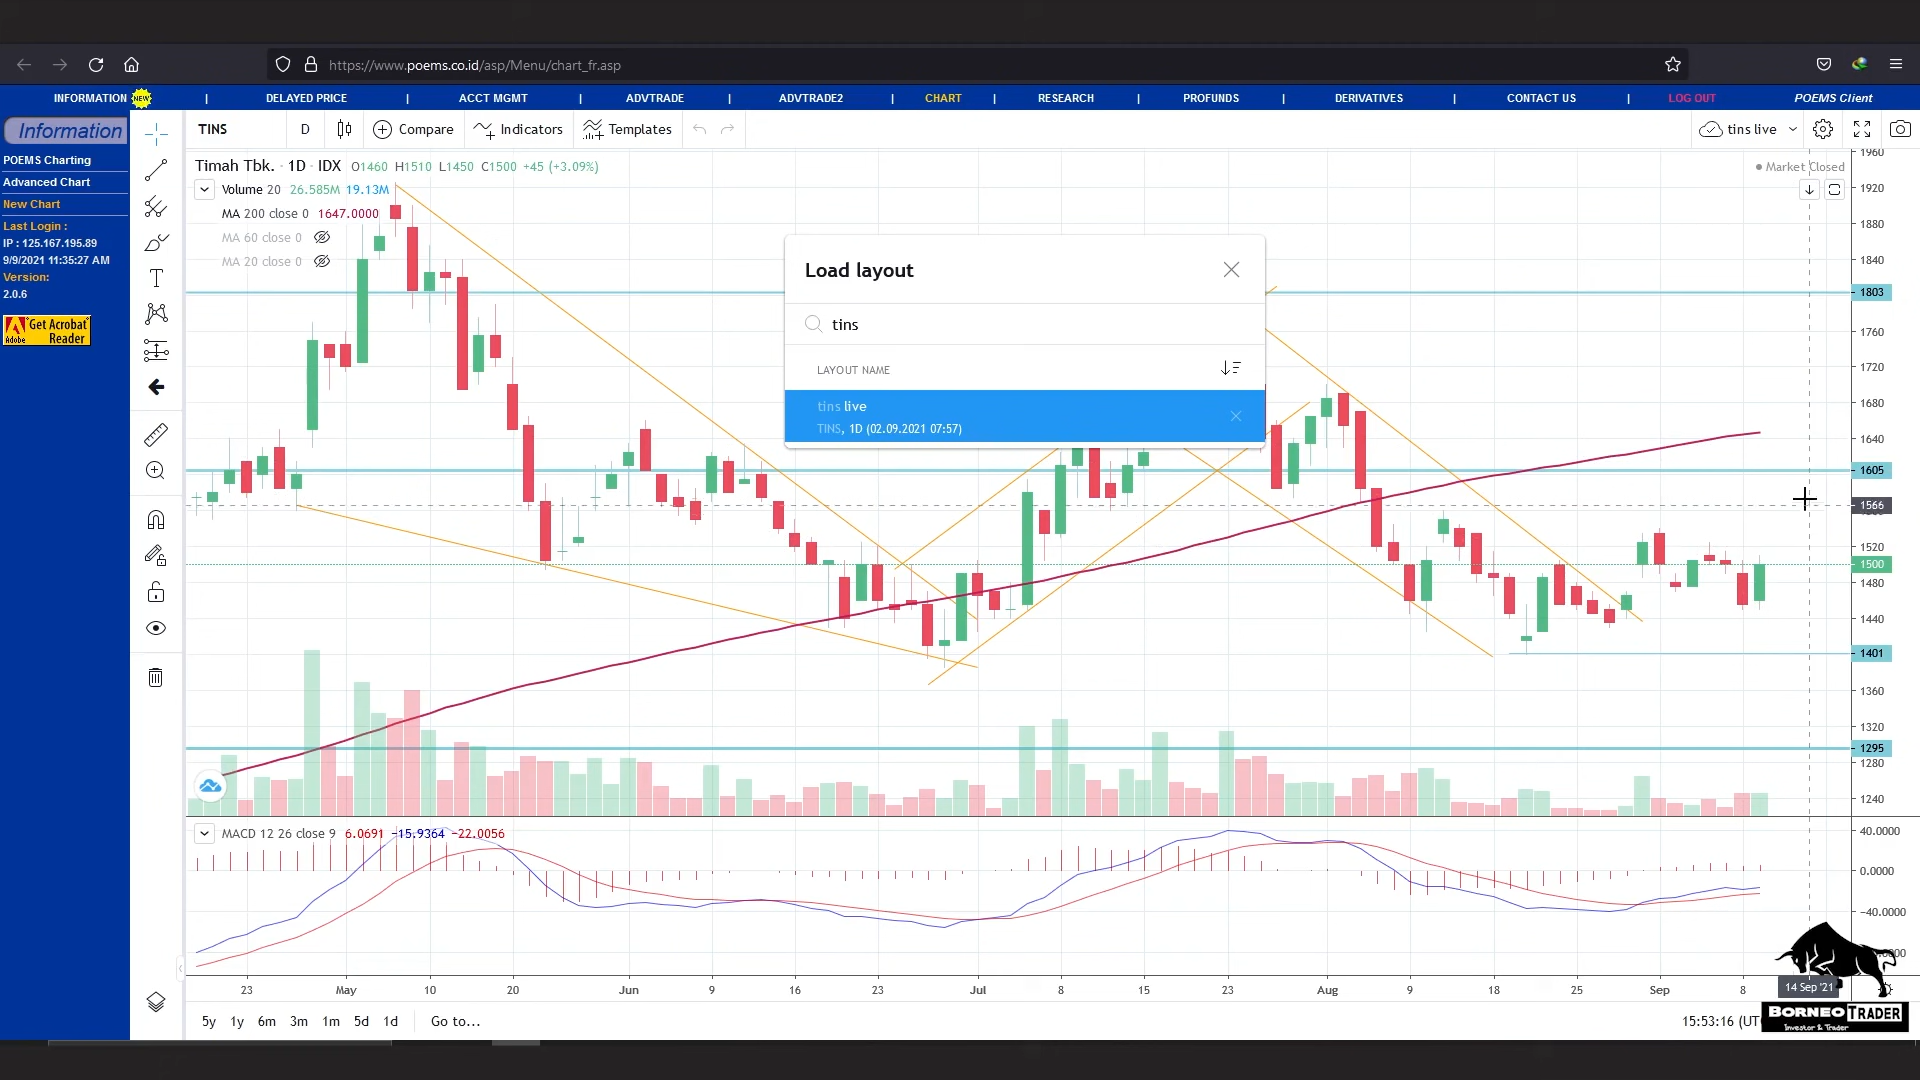 https://www.poems.co.id/asp/Menu/chart_fr.asp
INFORMATION NEW | DELAYED PRICE | ACCT MGMT | ADVTRADE | ADVTRADE2 | CHART | RESEARCH | PROFUNDS | DERIVATIVES | CONTACT US | LOG OUT POEMS Client
Information
POEMS Charting
Advanced Chart
New Chart
Last Login :
IP : 125.167.195.89
9/9/2021 11:35:27 AM
Version:
2.0.6
Get Acrobat
Adobe Reader
TINS D Compare Indicators Templates tins live
Timah Tbk. · 1D · IDX O1460 H1510 L1450 C1500 +45 (+3.09%)
Market Closed
Volume 20 26.585M 19.13M
MA 200 close 0 1647.0000
MA 60 close 0
MA 20 close 0
Load layout
tins
LAYOUT NAME
tins live
TINS, 1D (02.09.2021 07:57)
1960
1920
1880
1840
1803
1760
1720
1680
1640
1605
1566
1520
1500
1480
1440
1401
1360
1320
1295
1280
1240
MACD 12 26 close 9 6.0691 −15.9364 −22.0056
40.0000
0.0000
−40.0000
23 May 10 20 Jun 9 16 23 Jul 8 15 23 Aug 9 18 25 Sep 8 14 Sep '21
5y 1y 6m 3m 1m 5d 1d Go to...
15:53:16
BORNEO TRADER
Investor & Trader